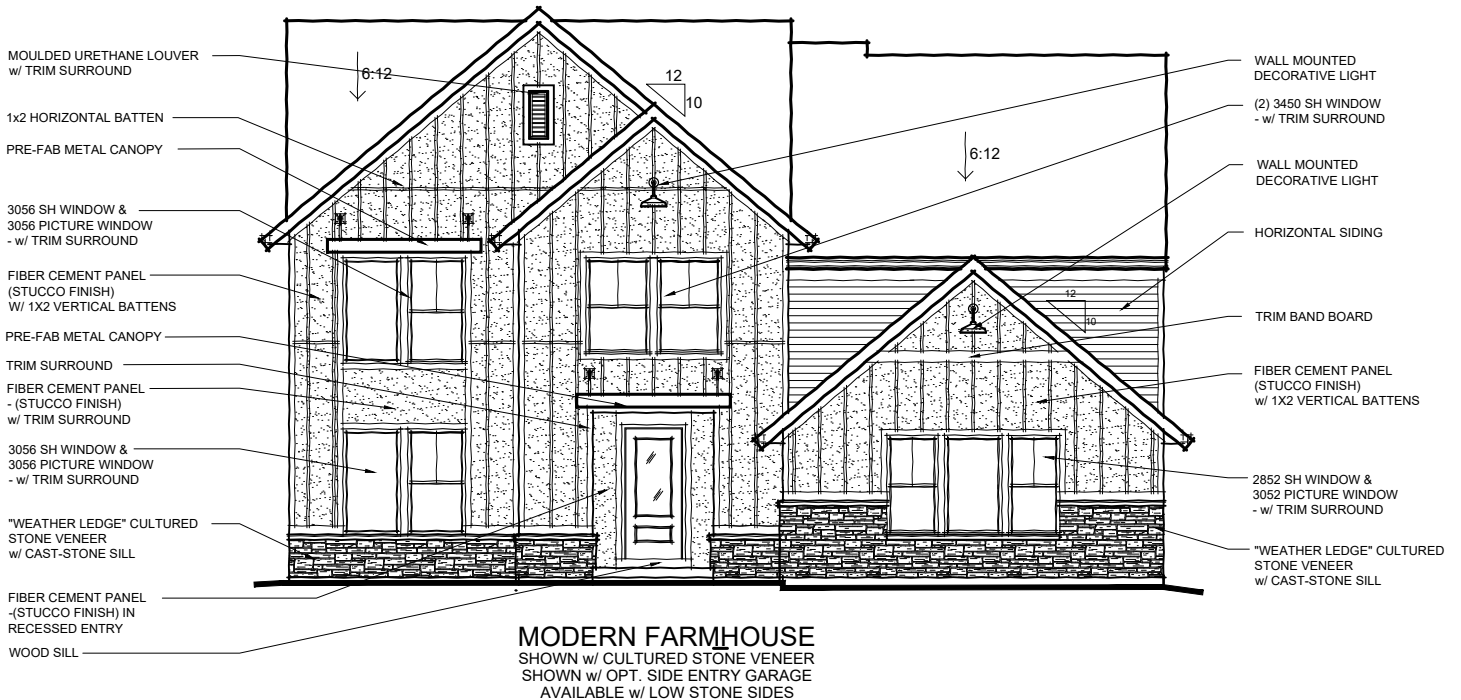 MOULDED URETHANE LOUVER
w/ TRIM SURROUND
1x2 HORIZONTAL BATTEN
PRE-FAB METAL CANOPY
3056 SH WINDOW &
3056 PICTURE WINDOW
- w/ TRIM SURROUND
FIBER CEMENT PANEL
(STUCCO FINISH)
W/ 1X2 VERTICAL BATTENS
PRE-FAB METAL CANOPY
TRIM SURROUND
FIBER CEMENT PANEL
- (STUCCO FINISH)
w/ TRIM SURROUND
3056 SH WINDOW &
3056 PICTURE WINDOW
- w/ TRIM SURROUND
"WEATHER LEDGE" CULTURED
STONE VENEER
w/ CAST-STONE SILL
FIBER CEMENT PANEL
-(STUCCO FINISH) IN
RECESSED ENTRY
WOOD SILL
6:12
12
10
6:12
12
10
WALL MOUNTED
DECORATIVE LIGHT
(2) 3450 SH WINDOW
- w/ TRIM SURROUND
WALL MOUNTED
DECORATIVE LIGHT
HORIZONTAL SIDING
TRIM BAND BOARD
FIBER CEMENT PANEL
(STUCCO FINISH)
w/ 1X2 VERTICAL BATTENS
2852 SH WINDOW &
3052 PICTURE WINDOW
- w/ TRIM SURROUND
"WEATHER LEDGE" CULTURED
STONE VENEER
w/ CAST-STONE SILL
MODERN FARMHOUSE
SHOWN w/ CULTURED STONE VENEER
SHOWN w/ OPT. SIDE ENTRY GARAGE
AVAILABLE w/ LOW STONE SIDES